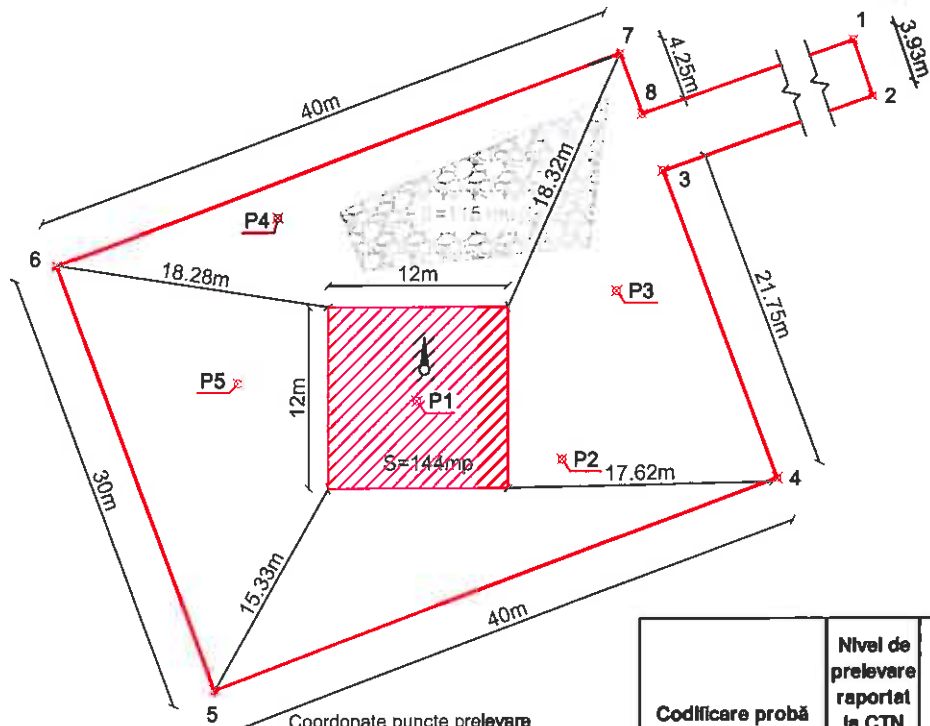 1
3.93m
7
4.25m
2
8
40m
3
18.32m
P4
6
18.28m
12m
P3
21.75m
P5
12m
P1
S=144mp
P2
17.62m
4
30m
15.33m
40m
5
Coordonate puncte prelevare
Codificare probă
Nivel de
prelevare
raportat
la CTN